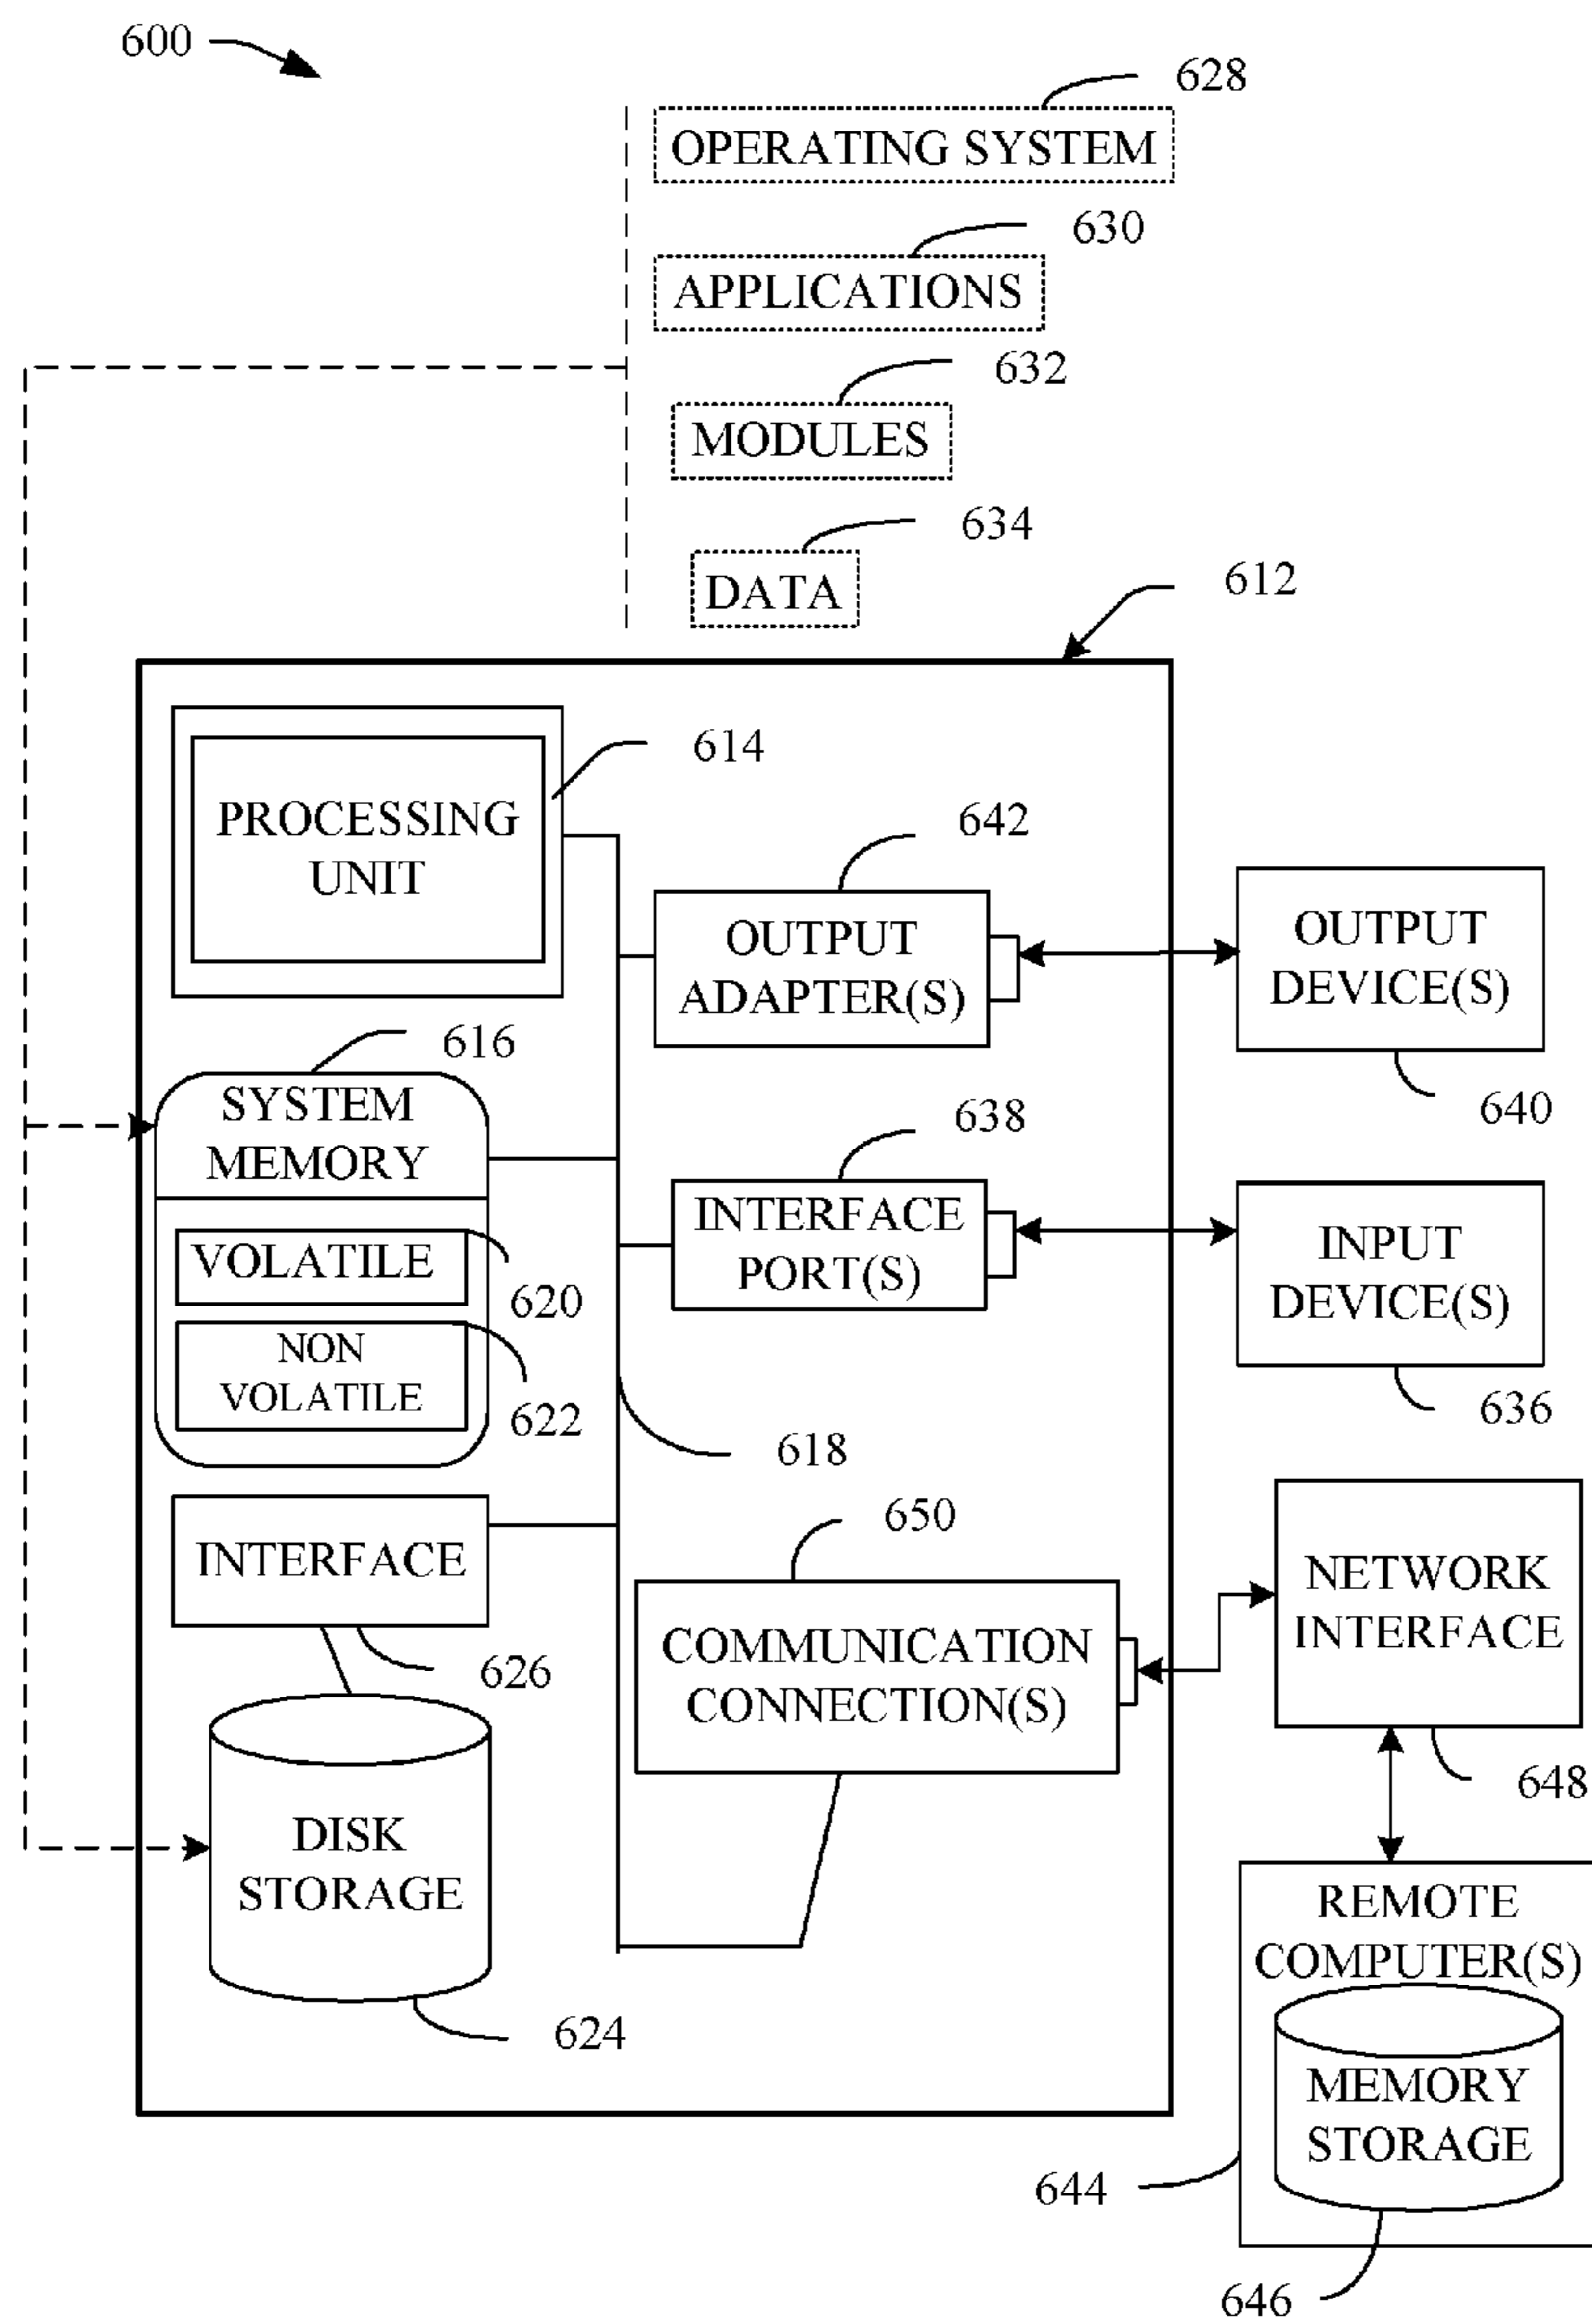 600
628
OPERATING SYSTEM
630
APPLICATIONS
632
MODULES
634
DATA
612
614
PROCESSING
UNIT
642
OUTPUT
ADAPTER(S)
OUTPUT
DEVICE(S)
640
616
SYSTEM
MEMORY
638
INTERFACE
PORT(S)
INPUT
DEVICE(S)
636
VOLATILE
620
NON
VOLATILE
622
618
650
INTERFACE
626
COMMUNICATION
CONNECTION(S)
NETWORK
INTERFACE
648
DISK
STORAGE
624
REMOTE
COMPUTER(S)
MEMORY
STORAGE
644
646